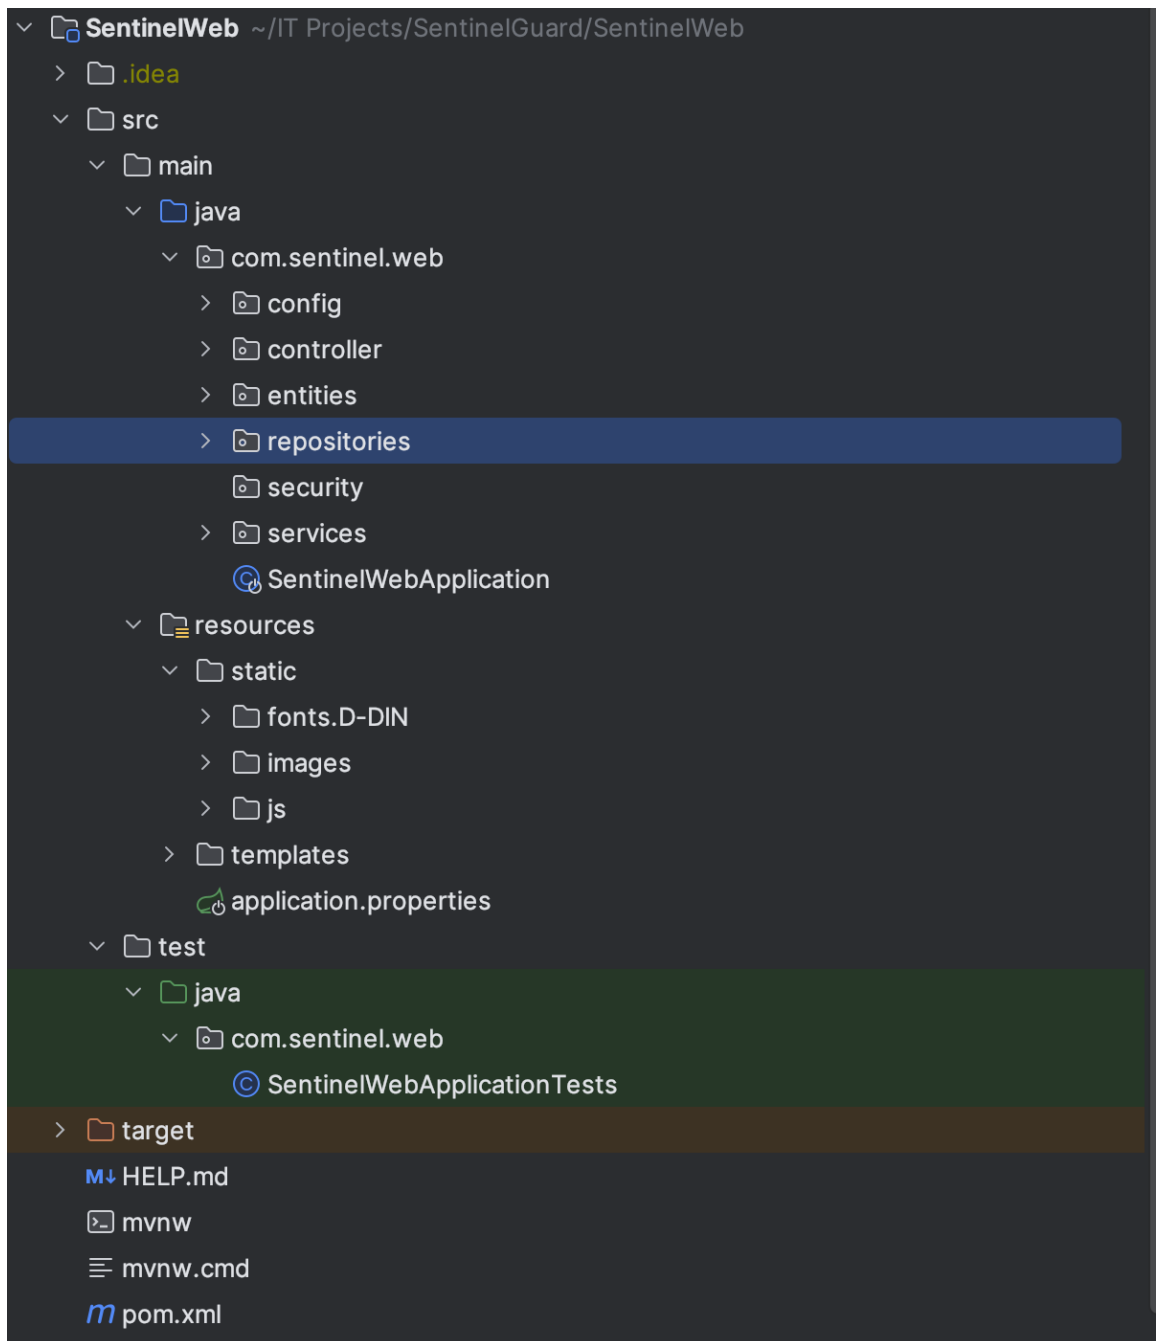 SentinelWeb ~/IT Projects/SentinelGuard/SentinelWeb
.idea
src
main
java
com.sentinel.web
config
controller
entities
repositories
security
services
SentinelWebApplication
resources
static
fonts.D-DIN
images
js
templates
application.properties
test
java
com.sentinel.web
SentinelWebApplicationTests
target
HELP.md
mvnw
mvnw.cmd
pom.xml